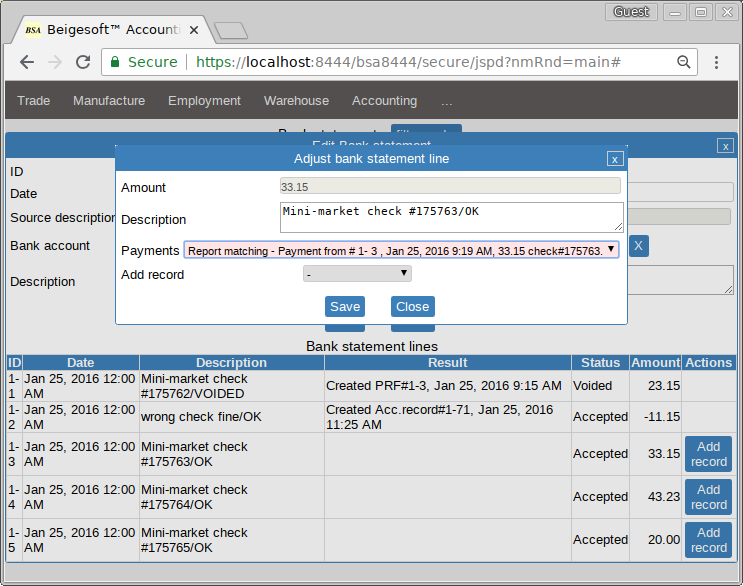 Guest
BSA Beigesoft™ Account
Secure https://localhost:8444/bsa8444/secure/jspd?nmRnd=main#
Trade Manufacture Employment Warehouse Accounting ...
Edit Bank statement x
Adjust bank statement line x
ID
Date
Source description
Bank account X
Description
Amount 33.15
Description Mini-market check #175763/OK
Payments Report matching - Payment from # 1- 3 , Jan 25, 2016 9:19 AM, 33.15 check#175763.
Add record -
Save Close
Bank statement lines
ID Date Description Result Status Amount Actions
1-1 Jan 25, 2016 12:00 AM Mini-market check #175762/VOIDED Created PRF#1-3, Jan 25, 2016 9:15 AM Voided 23.15
1-2 Jan 25, 2016 12:00 AM wrong check fine/OK Created Acc.record#1-71, Jan 25, 2016 11:25 AM Accepted -11.15
1-3 Jan 25, 2016 12:00 AM Mini-market check #175763/OK Accepted 33.15 Add record
1-4 Jan 25, 2016 12:00 AM Mini-market check #175764/OK Accepted 43.23 Add record
1-5 Jan 25, 2016 12:00 AM Mini-market check #175765/OK Accepted 20.00 Add record